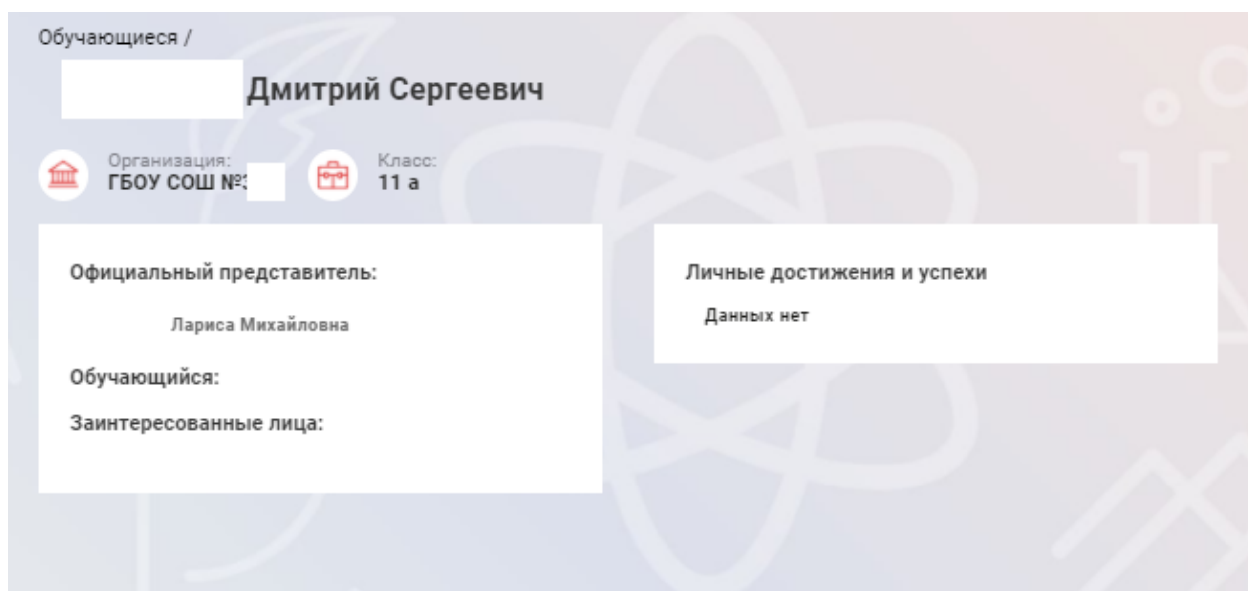 Обучающиеся /
Дмитрий Сергеевич
Организация:
ГБОУ СОШ №3
Класс:
11 а
Официальный представитель:
Лариса Михайловна
Обучающийся:
Заинтересованные лица:
Личные достижения и успехи
Данных нет